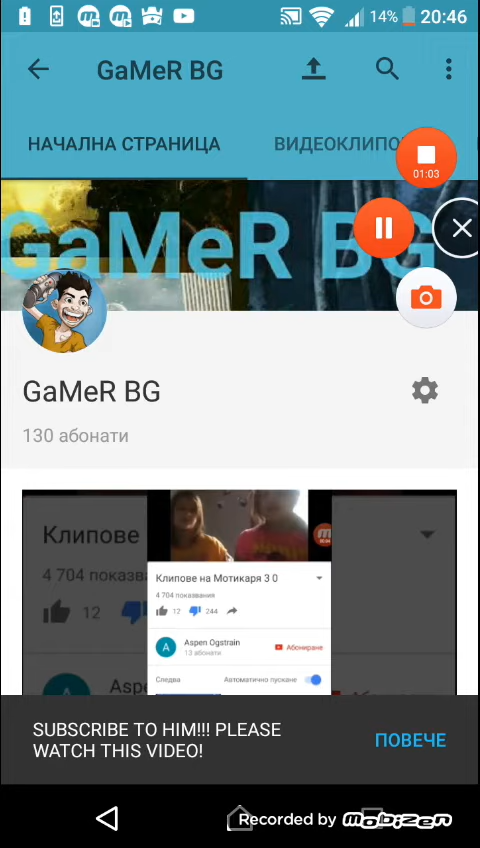 14% 20:46
GaMeR BG
НАЧАЛНА СТРАНИЦА
ВИДЕОКЛИПО
01:03
GaMeR BG
GaMeR BG
130 абонати
Клипове
4 704 показва
12
Клипове на Мотикаря 3 0
4 704 показвания
12 244
A Aspen Ogstrain
13 абонати
Абониране
Следва Автоматично пускане
Aspe
SUBSCRIBE TO HIM!!! PLEASE
WATCH THIS VIDEO!
ПОВЕЧЕ
Recorded by mobizen